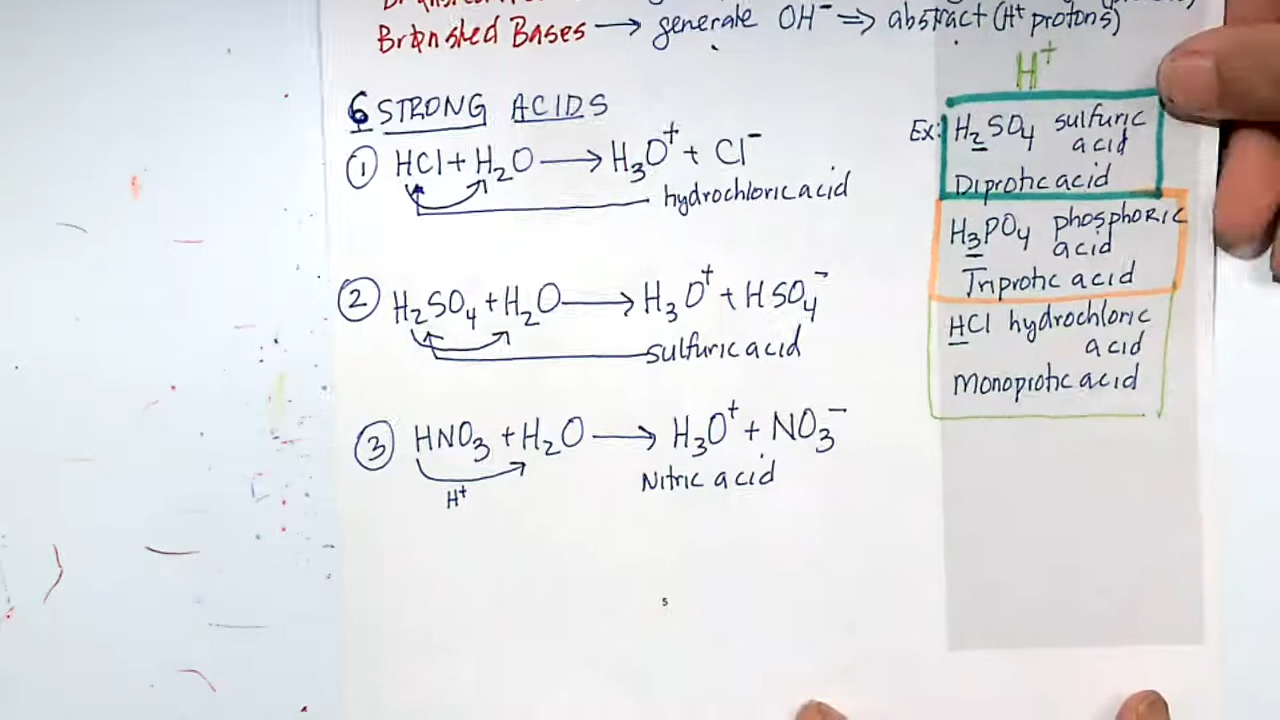 Brønsted Bases → generate OH⁻ ⇒ abstract (H⁺ protons)
6 STRONG ACIDS
① HCl + H₂O → H₃O⁺ + Cl⁻
hydrochloric acid
② H₂SO₄ + H₂O → H₃O⁺ + HSO₄⁻
sulfuric acid
③ HNO₃ + H₂O → H₃O⁺ + NO₃⁻
H⁺
Nitric acid
5
H⁺
Ex: H₂SO₄ sulfuric
acid
Diprotic acid
H₃PO₄ phosphoric
acid
Triprotic acid
HCl hydrochloric
acid
Monoprotic acid